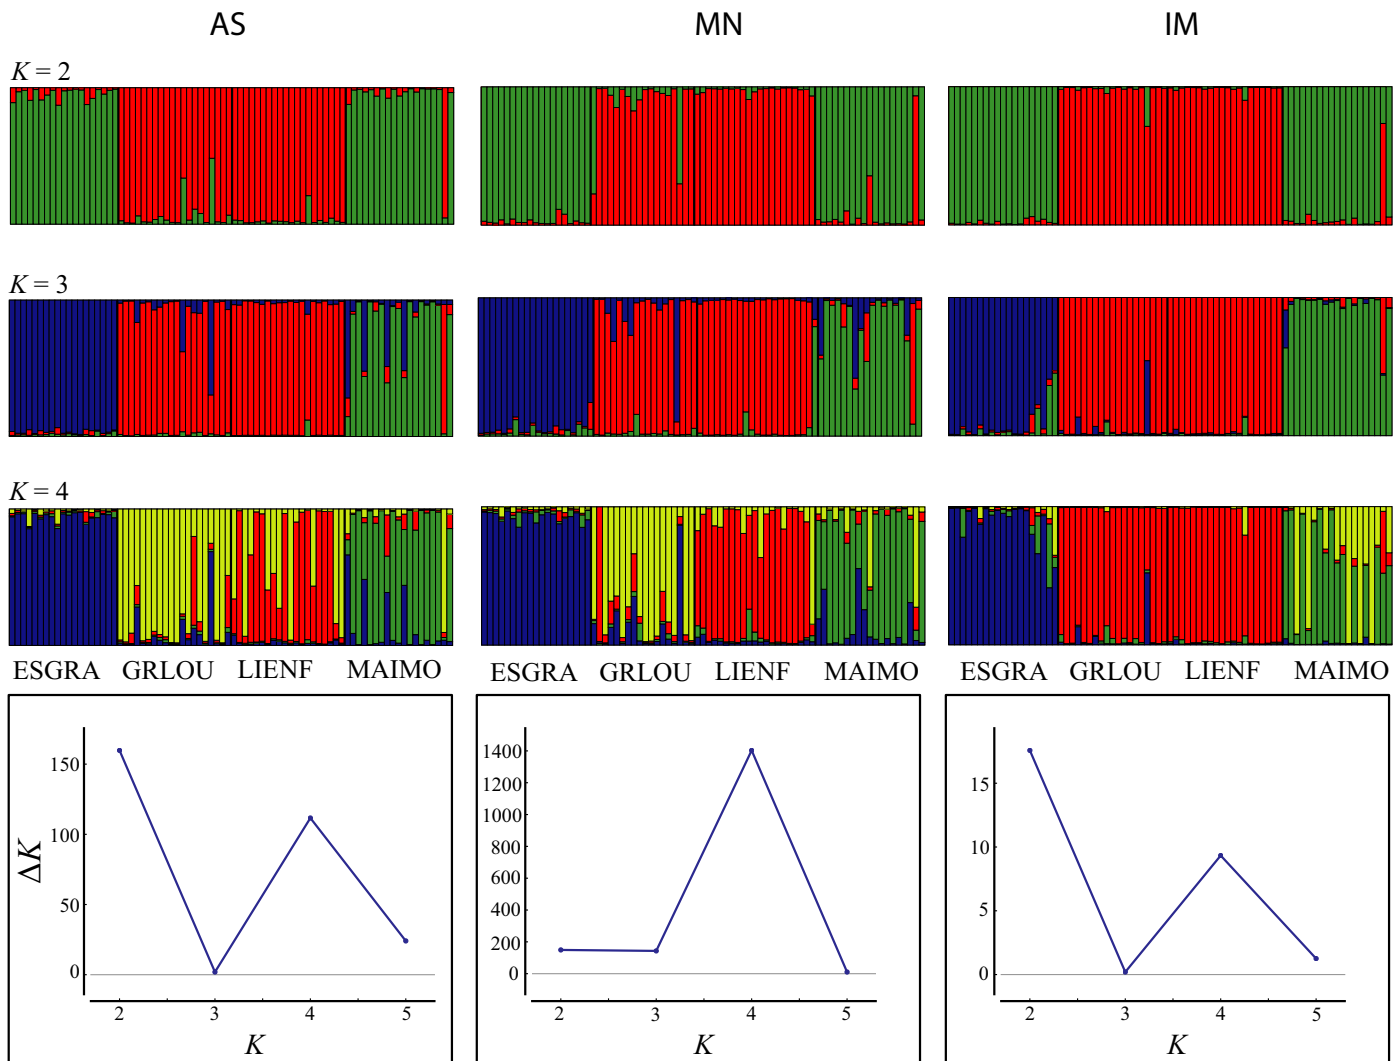 AS MN IM
K = 2
K = 3
K = 4
ESGRA GRLOU LIENF MAIMO ESGRA GRLOU LIENF MAIMO ESGRA GRLOU LIENF MAIMO
ΔK
150
100
50
0
2 3 4 5
K
1400
1200
1000
800
600
400
200
0
2 3 4 5
K
15
10
5
0
2 3 4 5
K